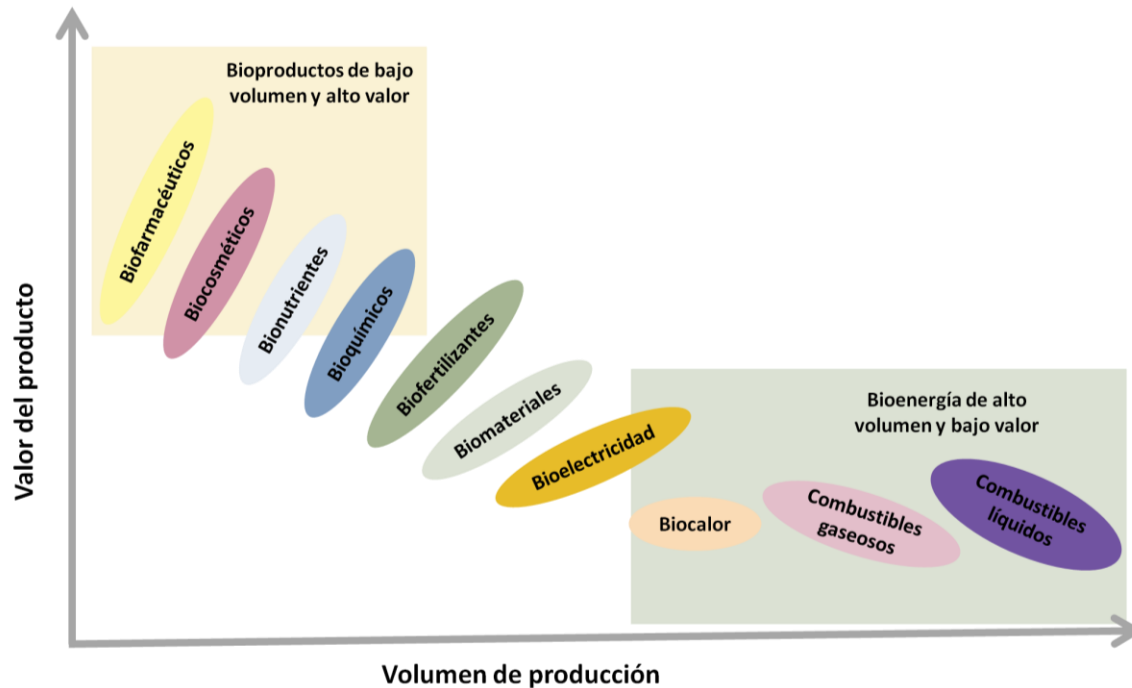 Bioproductos de bajo
volumen y alto valor
Biofarmacéuticos
Biocosméticos
Bionutrientes
Bioquímicos
Biofertilizantes
Biomateriales
Bioelectricidad
Bioenergía de alto
volumen y bajo valor
Biocalor
Combustibles
gaseosos
Combustibles
líquidos
Valor del producto
Volumen de producción